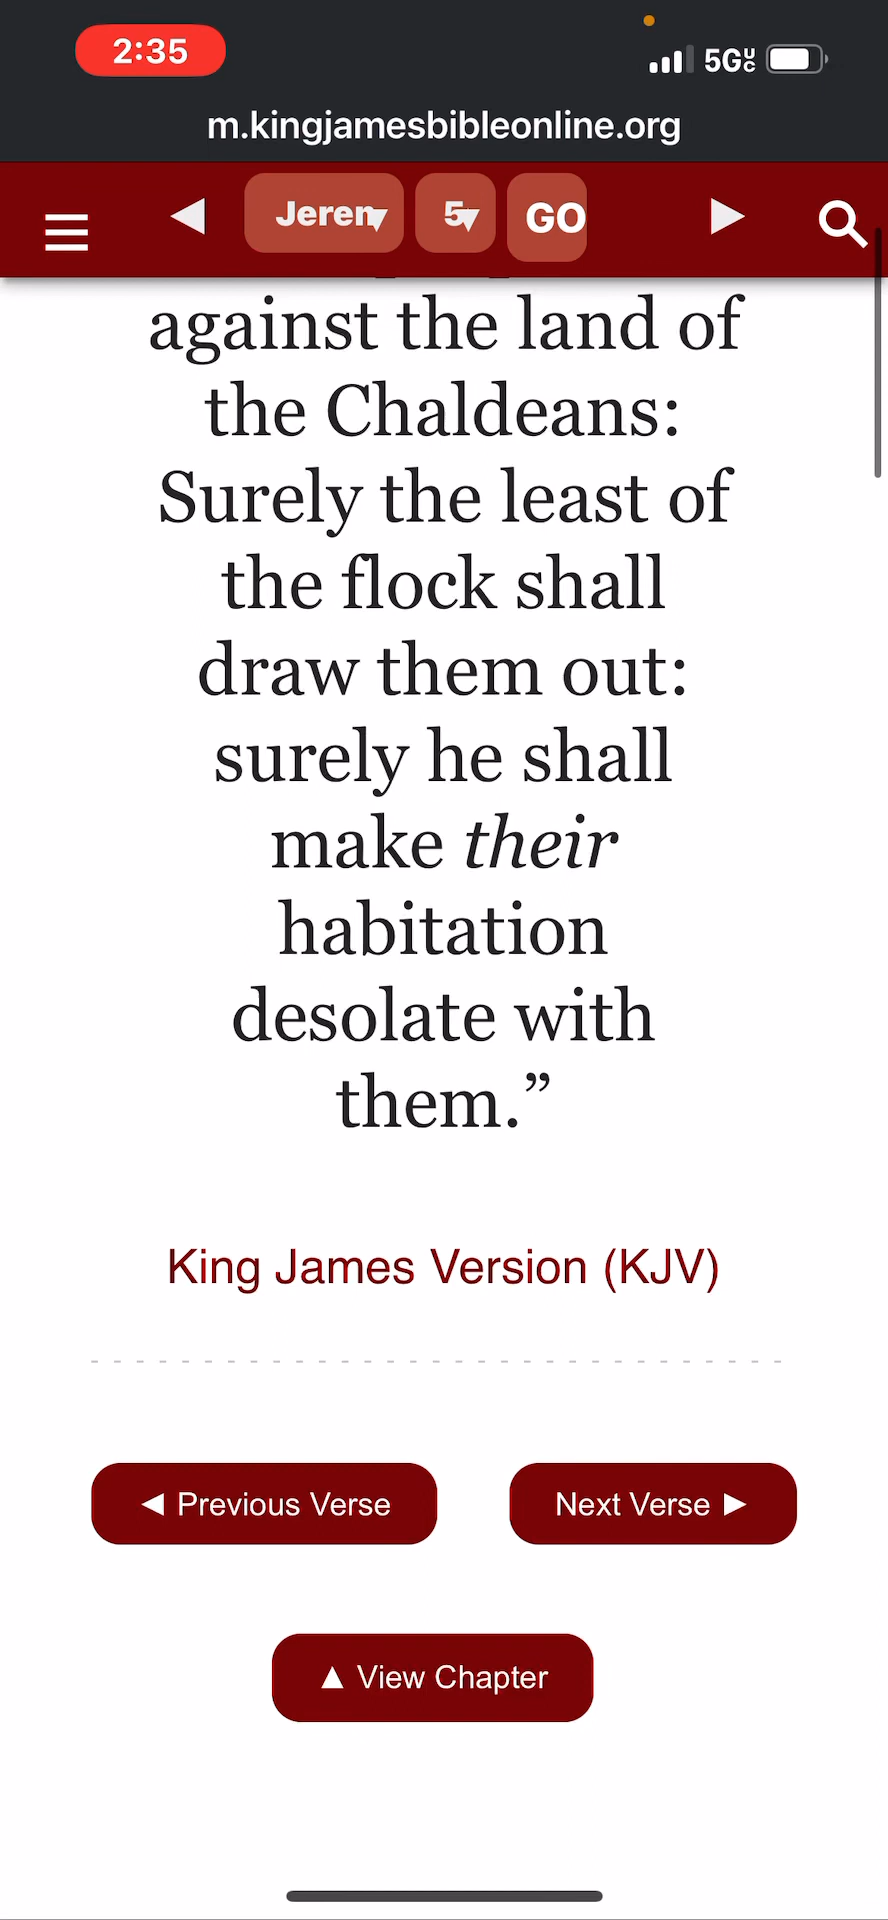 2:35
5G
m.kingjamesbibleonline.org
GO
against the land of
the Chaldeans:
Surely the least of
the flock shall
draw them out:
surely he shall
make their
habitation
desolate with
them.”
King James Version (KJV)
◀ Previous Verse
Next Verse ▶
▲ View Chapter